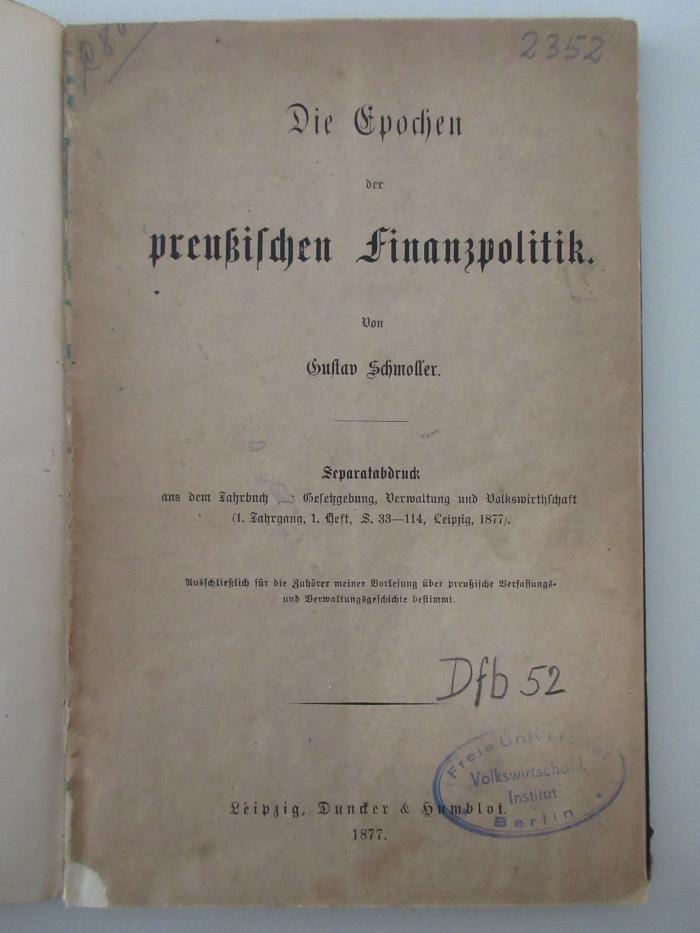 2352
Die Epochen
der
preußischen Finanzpolitik.
Von
Gustav Schmoller.
Separatabdruck
aus dem Jahrbuch Gesetzgebung, Verwaltung und Volkswirthschaft
(1. Jahrgang, 1. Heft, S. 33—114, Leipzig, 1877).
Ausschließlich für die Zuhörer meiner Vorlesung über preußische Verfassungs-
und Verwaltungsgeschichte bestimmt.
Dfb 52
Freie Universität
Volkswirtschaftl.
Institut
Berlin
Leipzig, Duncker & Humblot.
1877.